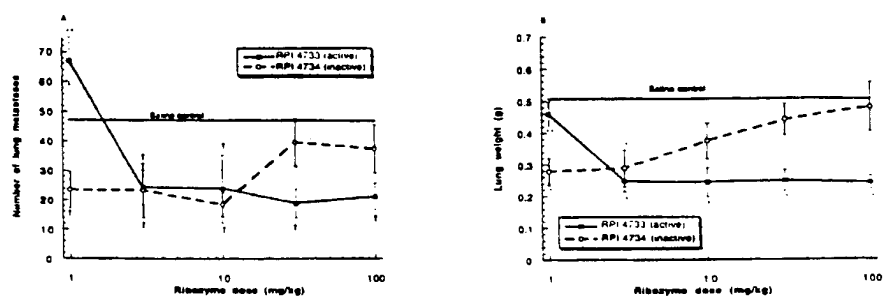 A
Number of lung metastases
70
60
50
40
30
20
10
0
RPI 4733 (active)
RPI 4734 (inactive)
Saline control
1
10
100
Ribozyme dose (mg/kg)
B
Lung weight (g)
0.7
0.6
0.5
0.4
0.3
0.2
0.1
0
Saline control
RPI 4733 (active)
RPI 4734 (inactive)
1
10
100
Ribozyme dose (mg/kg)